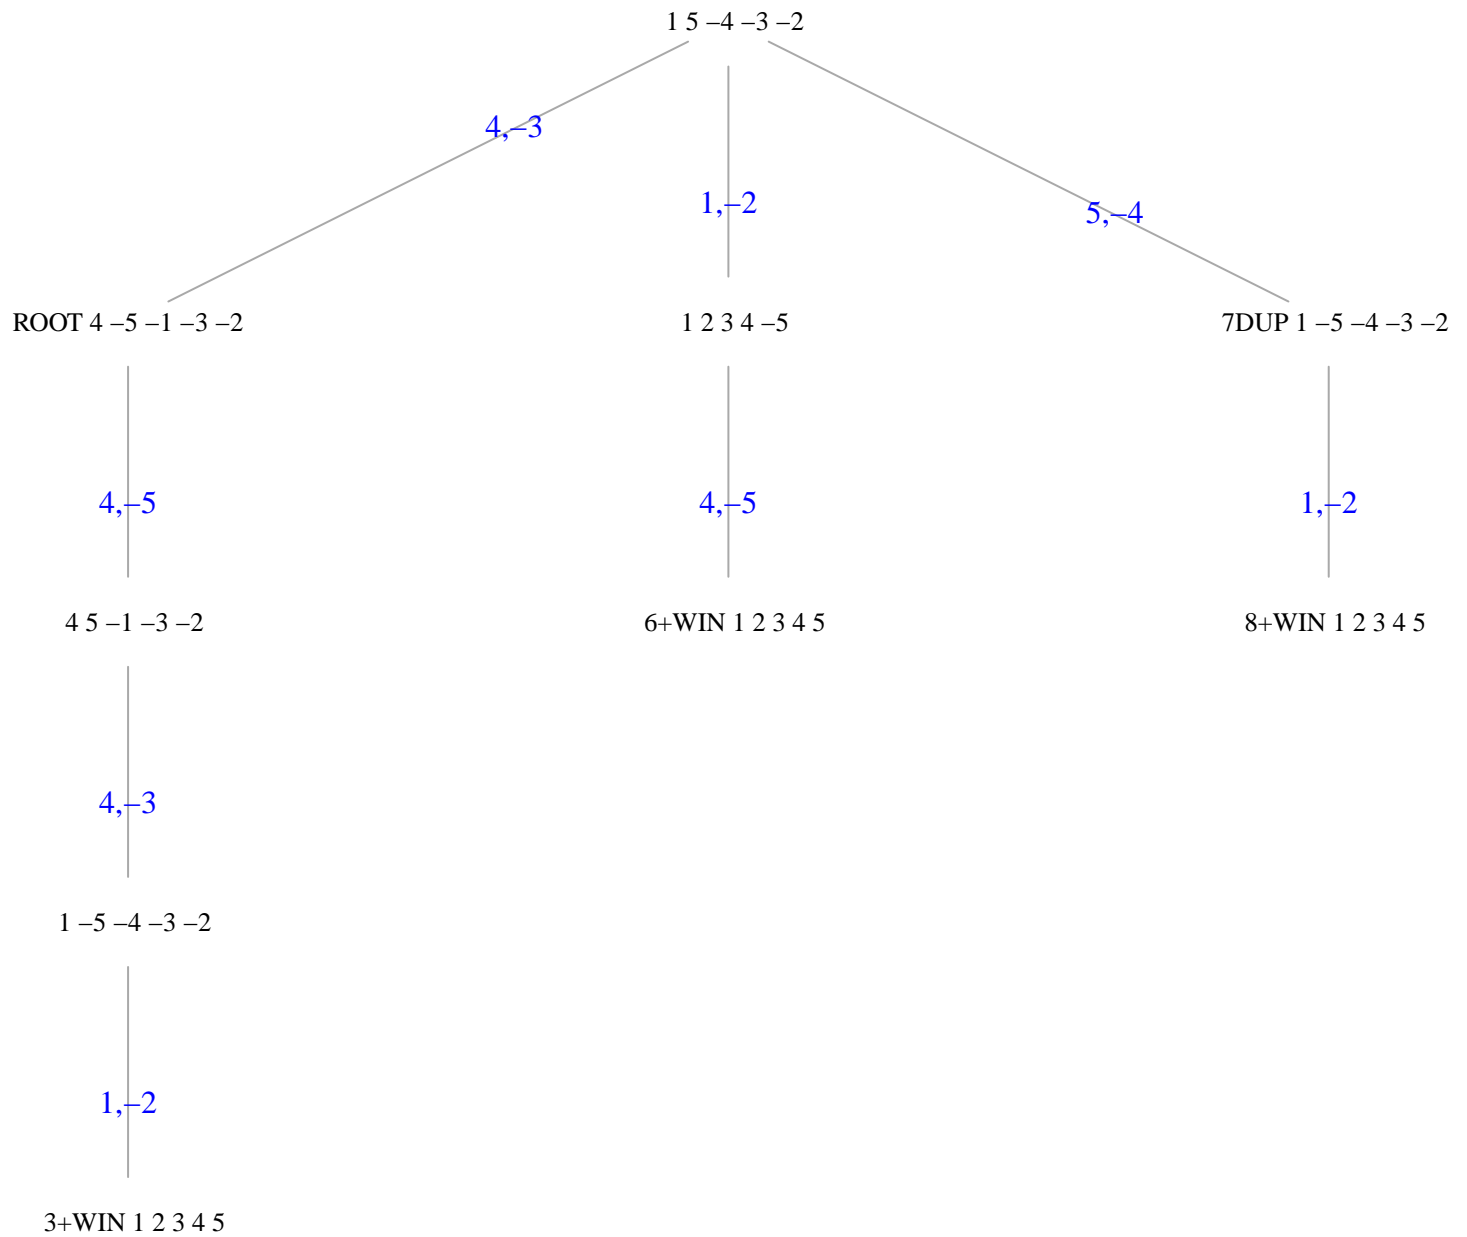 1 5 –4 –3 –2
4,–3
1,–2
5,–4
ROOT 4 –5 –1 –3 –2
1 2 3 4 –5
7DUP 1 –5 –4 –3 –2
4,–5
4,–5
1,–2
4 5 –1 –3 –2
6+WIN 1 2 3 4 5
8+WIN 1 2 3 4 5
4,–3
1 –5 –4 –3 –2
1,–2
3+WIN 1 2 3 4 5